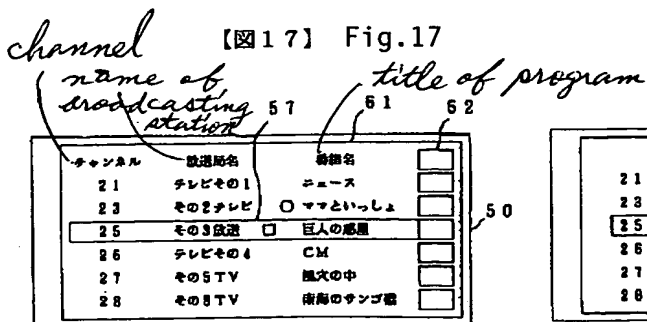 【図17】 Fig.17
channel
name of
broadcasting
station
title of program
57
61
62
チャンネル 放送局名 番組名
21 テレビその1 ニュース
23 その2テレビ ○ ママといっしょ
25 その3放送 □ 巨人の惑星
26 テレビその4 CM
27 その5TV 風穴の中
28 その8TV 南海のサンゴ礁
50
21
23
25
26
27
28